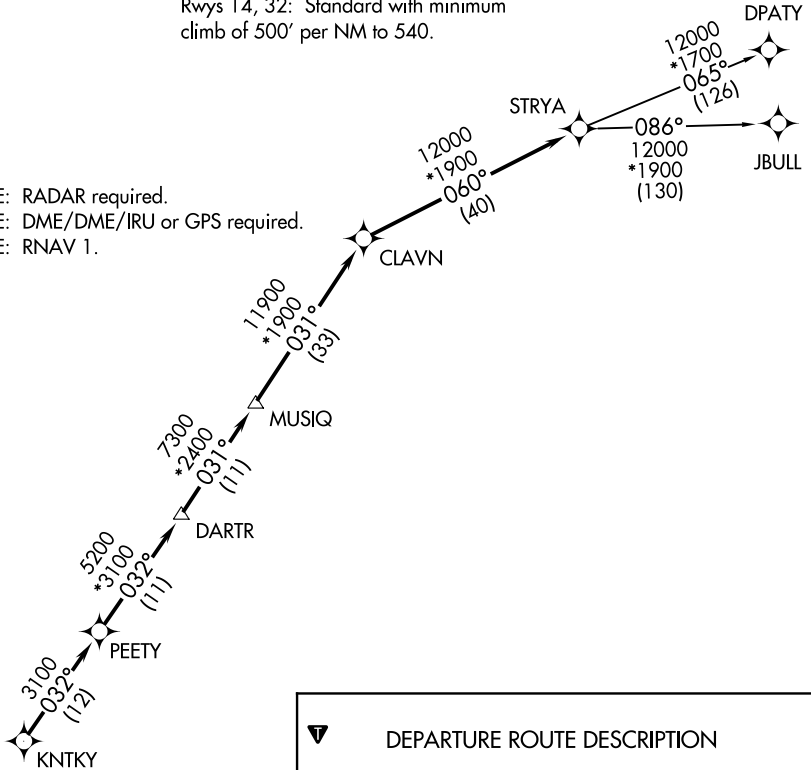 Rwys 14, 32: Standard with minimum
climb of 500' per NM to 540.
DPATY
12000
*1700
065°
(126)
STRYA
086°
12000
*1900
(130)
JBULL
12000
*1900
060°
(40)
E: RADAR required.
E: DME/DME/IRU or GPS required.
E: RNAV 1.
CLAVN
11900
*1900
031°
(33)
MUSIQ
7300
*2400
031°
(11)
DARTR
5200
*3100
032°
(11)
PEETY
3100
032°
(12)
KNTKY
T
DEPARTURE ROUTE DESCRIPTION